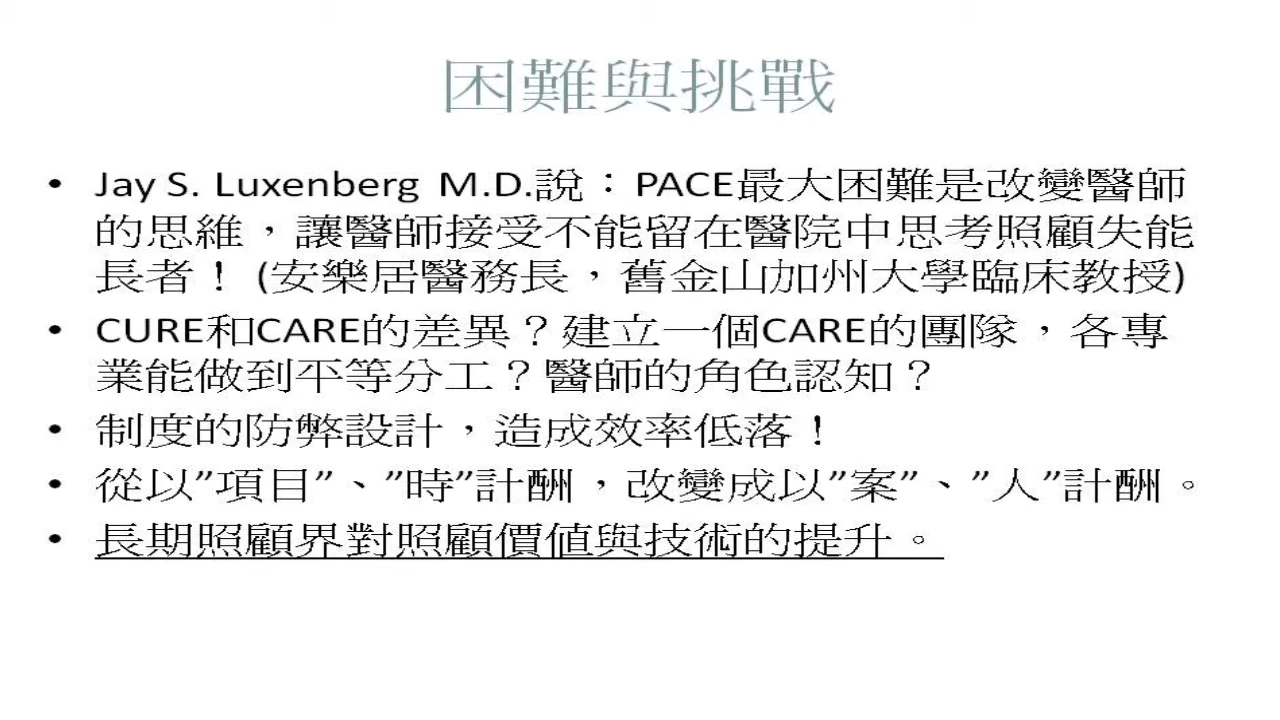 困難與挑戰
• Jay S. Luxenberg M.D.說：PACE最大困難是改變醫師
的思維，讓醫師接受不能留在醫院中思考照顧失能
長者！ (安樂居醫務長，舊金山加州大學臨床教授)
• CURE和CARE的差異？建立一個CARE的團隊，各專
業能做到平等分工？醫師的角色認知？
• 制度的防弊設計，造成效率低落！
• 從以”項目”、”時”計酬，改變成以”案”、”人”計酬。
• 長期照顧界對照顧價值與技術的提升。